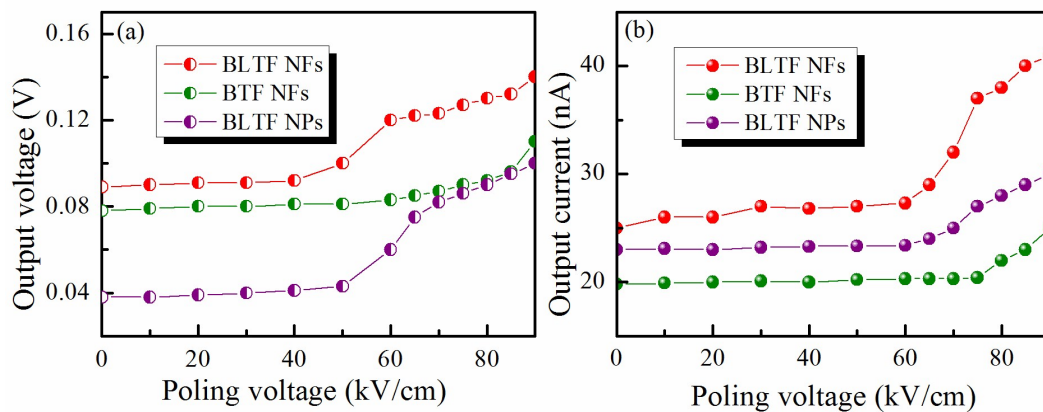 (a)
BLTF NFs
BTF NFs
BLTF NPs
0.16
0.12
0.08
0.04
Output voltage (V)
0 20 40 60 80
Poling voltage (kV/cm)
(b)
BLTF NFs
BTF NFs
BLTF NPs
40
30
20
Output current (nA)
0 20 40 60 80
Poling voltage (kV/cm)